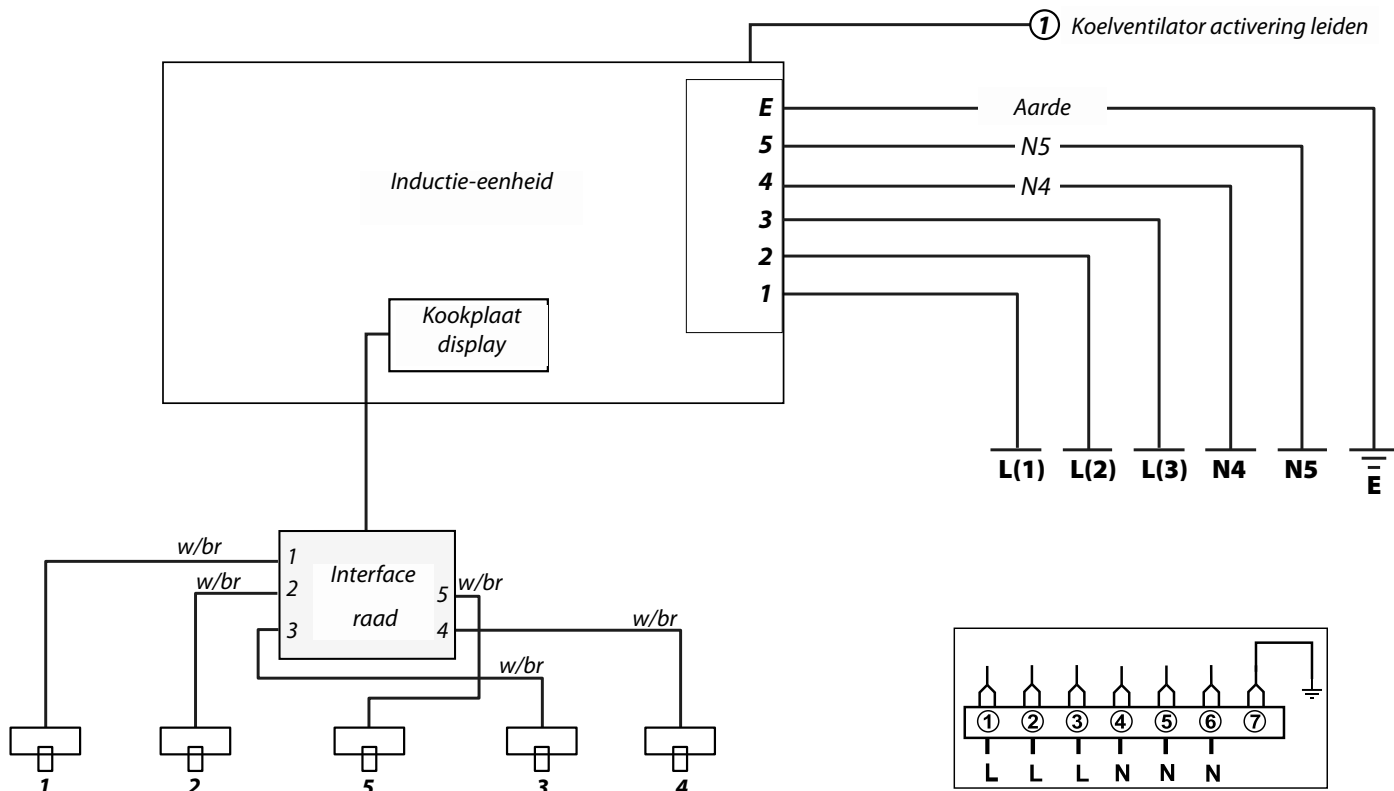 1 Koelventilator activering leiden
E Aarde
5 N5
Inductie-eenheid
4 N4
3
2
1
Kookplaat
display
L(1) L(2) L(3) N4 N5 E
w/br 1
w/br 2
Interface
raad
5 w/br
3
4 w/br
w/br
1 2 5 3 4
1 2 3 4 5 6 7
L L L N N N